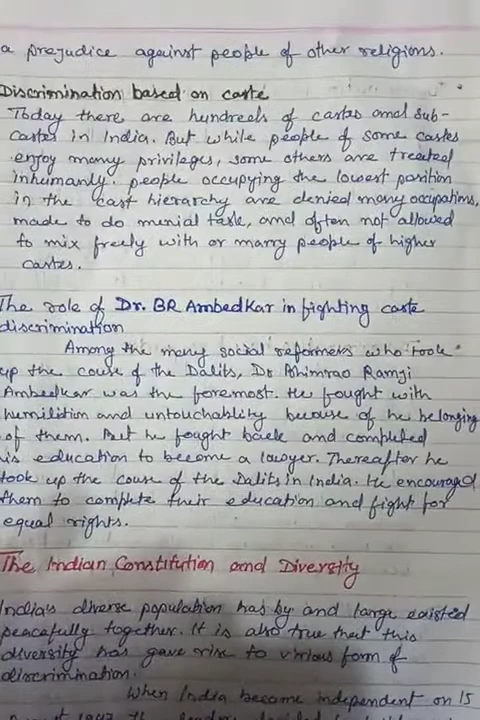 a prejudice against people of other religions.
Discrimination based on caste
Today there are hundreds of castes and sub-
castes in India. But while people of some castes
enjoy many privileges, some others are treated
inhumanly. people occupying the lowest position
in the cast hierarchy are denied many occupations,
made to do menial task, and often not allowed
to mix freely with or marry people of higher
castes.
The role of Dr. BR Ambedkar in fighting caste
discrimination
Among the many social reformers who took
up the couse of the Dalits, Dr Bhimrao Ramji
Ambedkar was the foremost. He fought with
humilition and untouchablity because of he belonging
of them. But he fought back and completed
is education to become a lawyer. Thereafter he
took up the couse of the Dalits in India. He encouraged
them to complete their education and fight for
equal rights.
The Indian Constitution and Diversity
India's diverse population has by and large existed
peacefully together. It is also true that this
diversity has gave rise to virious form of
discrimination.
When India became independent on 15